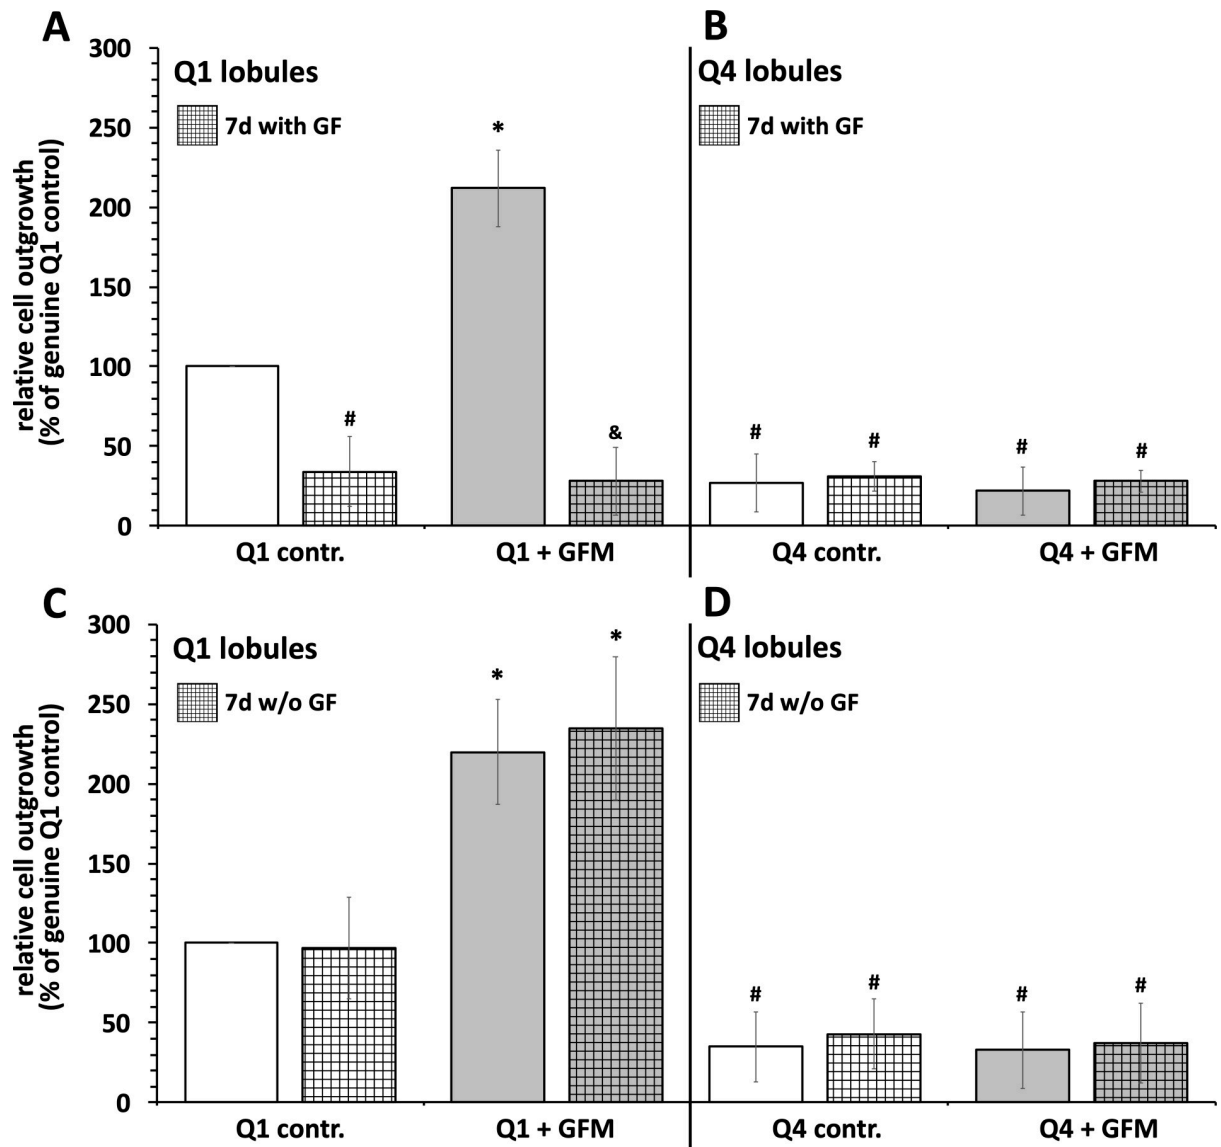 A
B
300
250
200
150
100
50
0
relative cell outgrowth
(% of genuine Q1 control)
Q1 lobules
7d with GF
#
*
&
Q1 contr.
Q1 + GFM
Q4 lobules
7d with GF
#
#
#
#
Q4 contr.
Q4 + GFM
C
D
300
250
200
150
100
50
0
relative cell outgrowth
(% of genuine Q1 control)
Q1 lobules
7d w/o GF
*
*
Q1 contr.
Q1 + GFM
Q4 lobules
7d w/o GF
#
#
#
#
Q4 contr.
Q4 + GFM